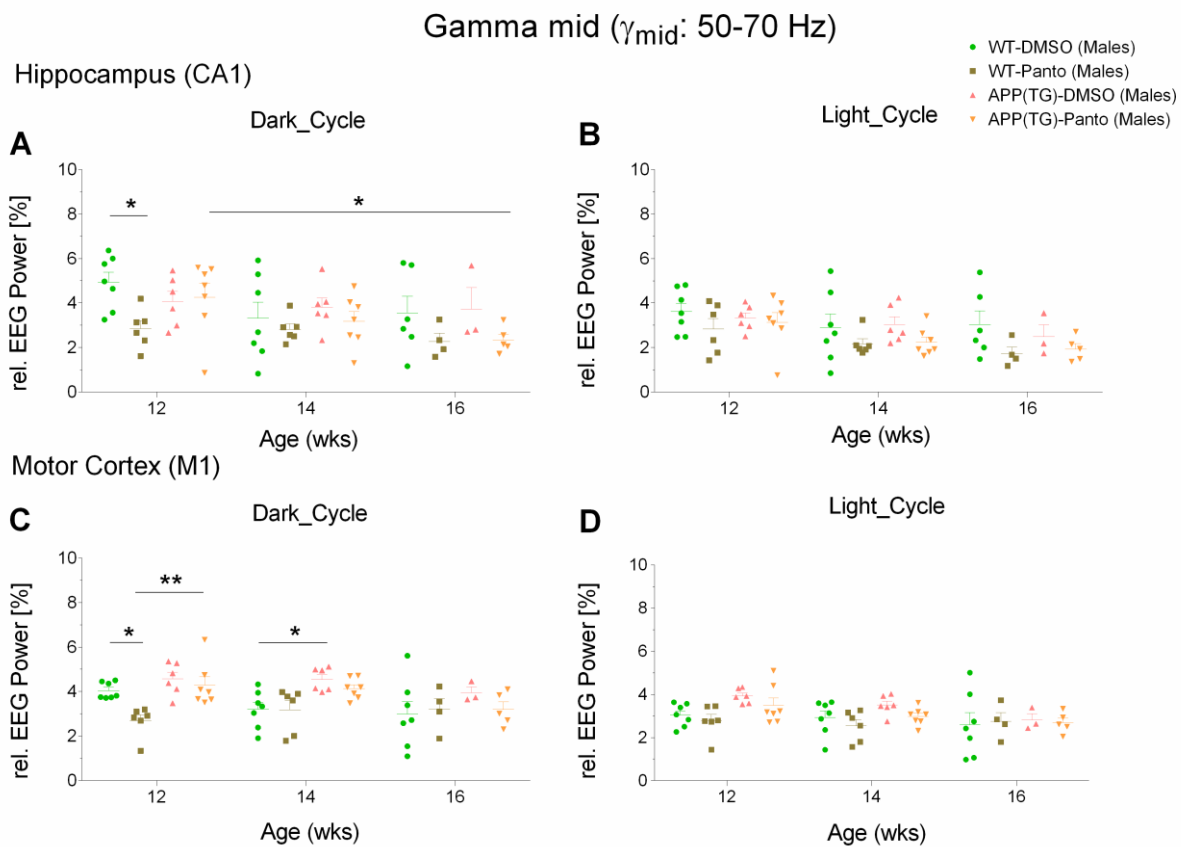 Gamma mid (γmid: 50-70 Hz)
WT-DMSO (Males)
WT-Panto (Males)
APP(TG)-DMSO (Males)
APP(TG)-Panto (Males)
Hippocampus (CA1)
A
Dark_Cycle
rel. EEG Power [%]
10
8
6
4
2
0
*
*
12
14
16
Age (wks)
B
Light_Cycle
rel. EEG Power [%]
10
8
6
4
2
0
12
14
16
Age (wks)
Motor Cortex (M1)
C
Dark_Cycle
rel. EEG Power [%]
10
8
6
4
2
0
**
*
*
12
14
16
Age (wks)
D
Light_Cycle
rel. EEG Power [%]
10
8
6
4
2
0
12
14
16
Age (wks)